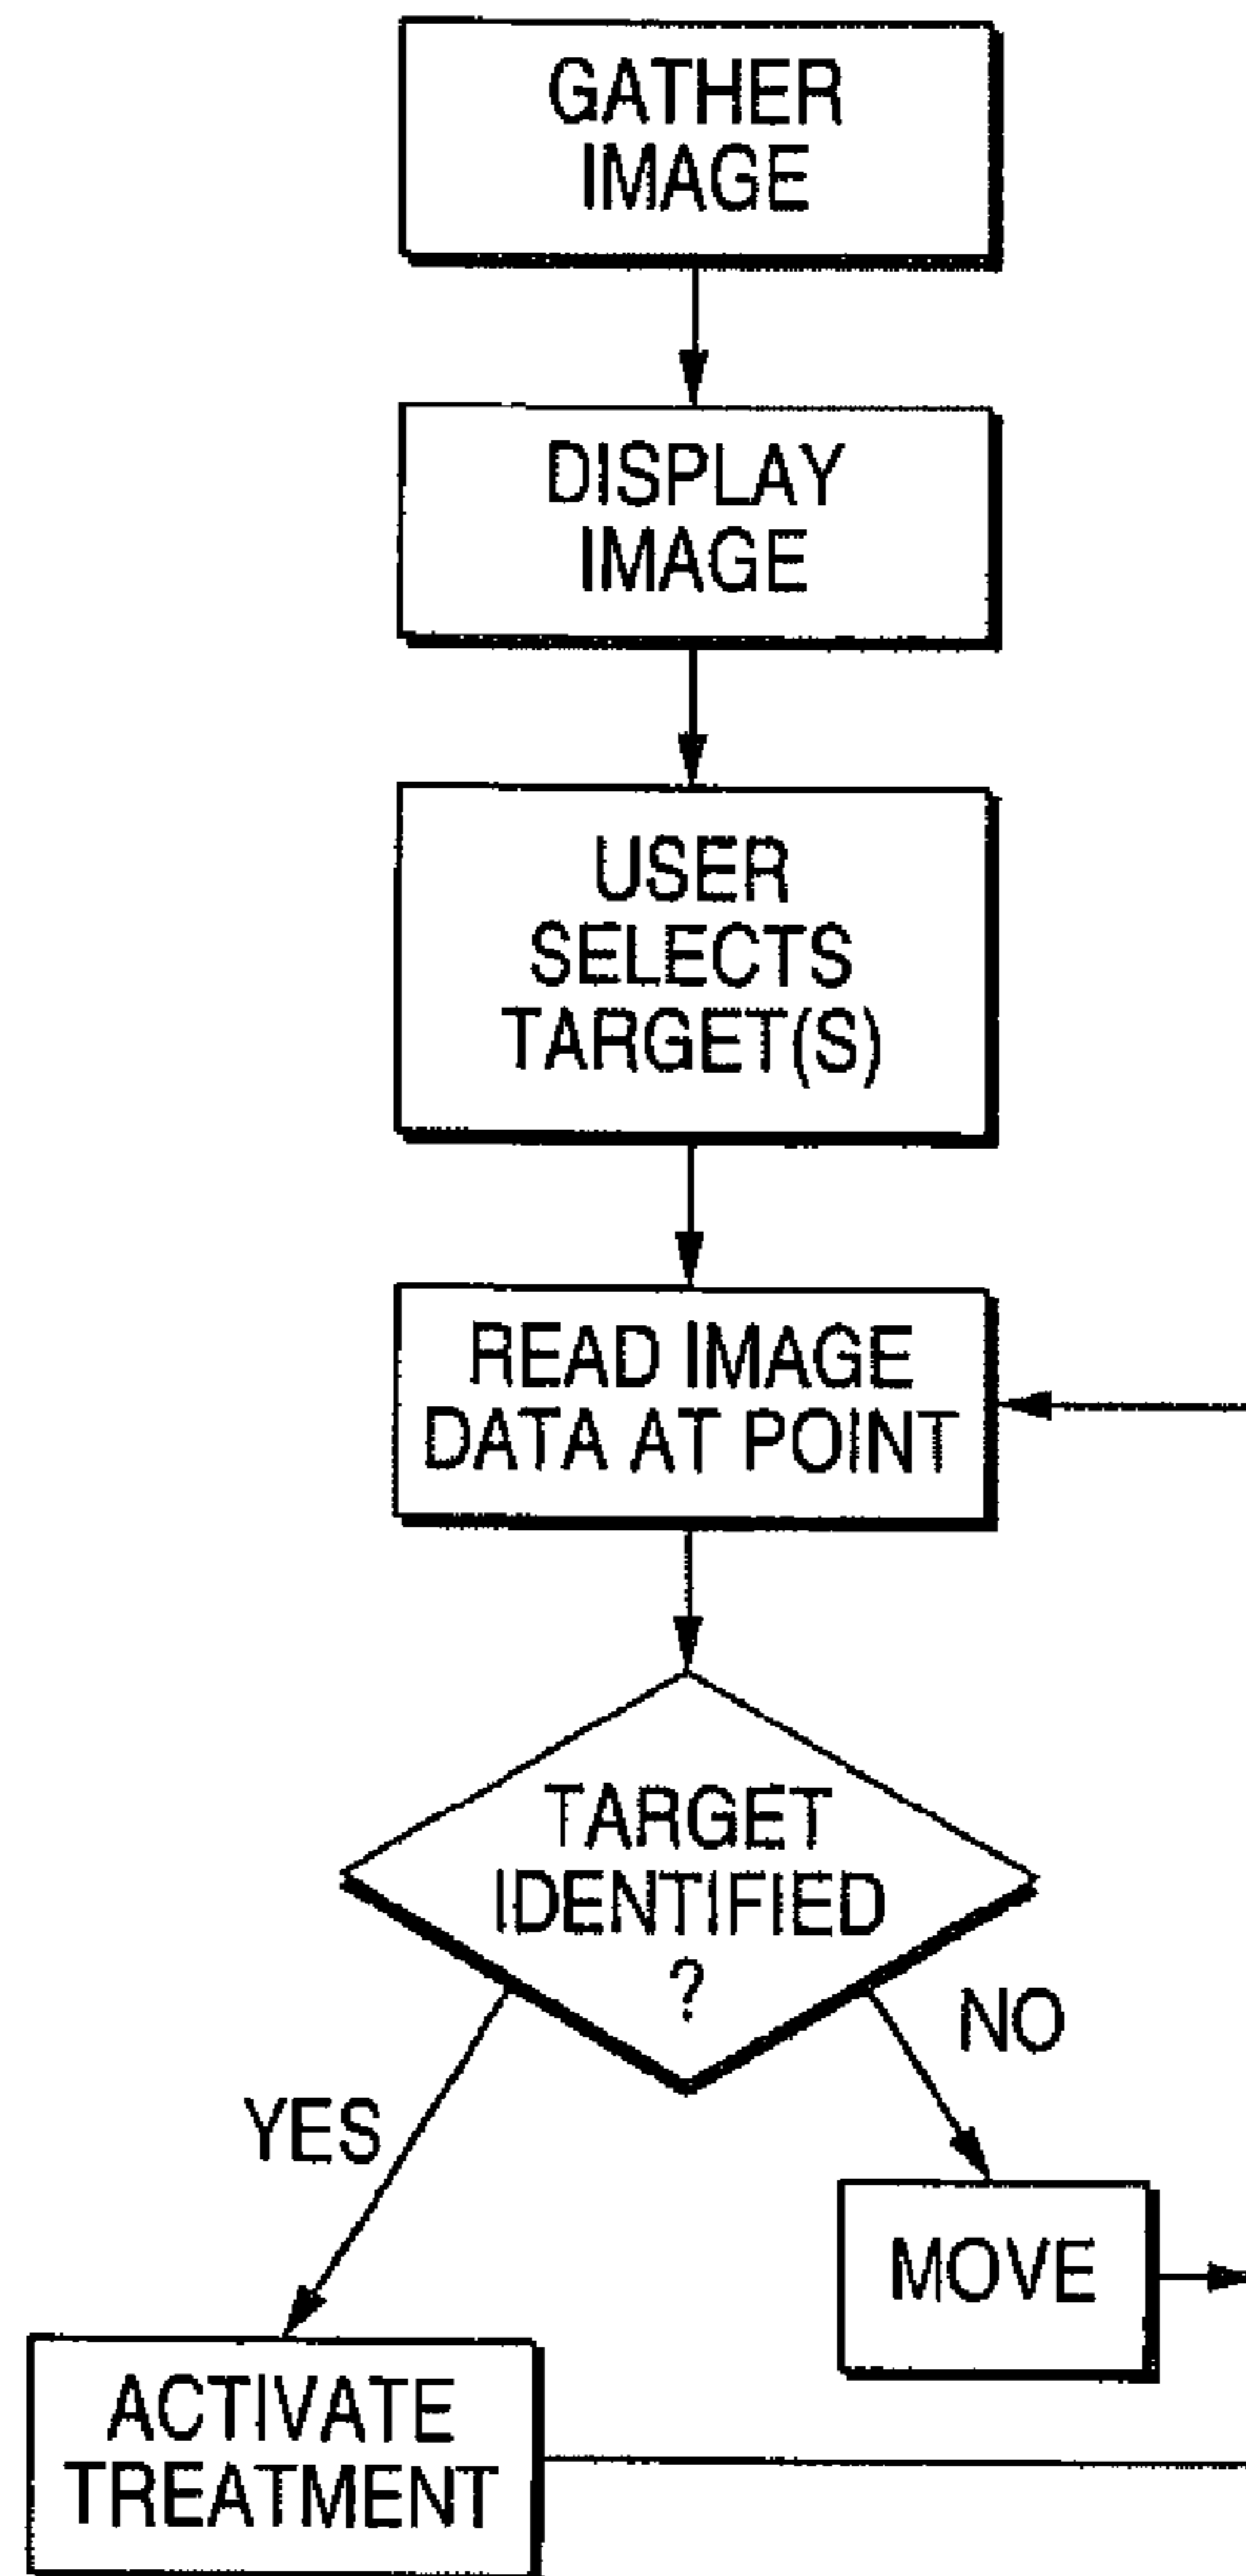 GATHER
IMAGE
DISPLAY
IMAGE
USER
SELECTS
TARGET(S)
READ IMAGE
DATA AT POINT
TARGET
IDENTIFIED
?
NO
YES
MOVE
ACTIVATE
TREATMENT